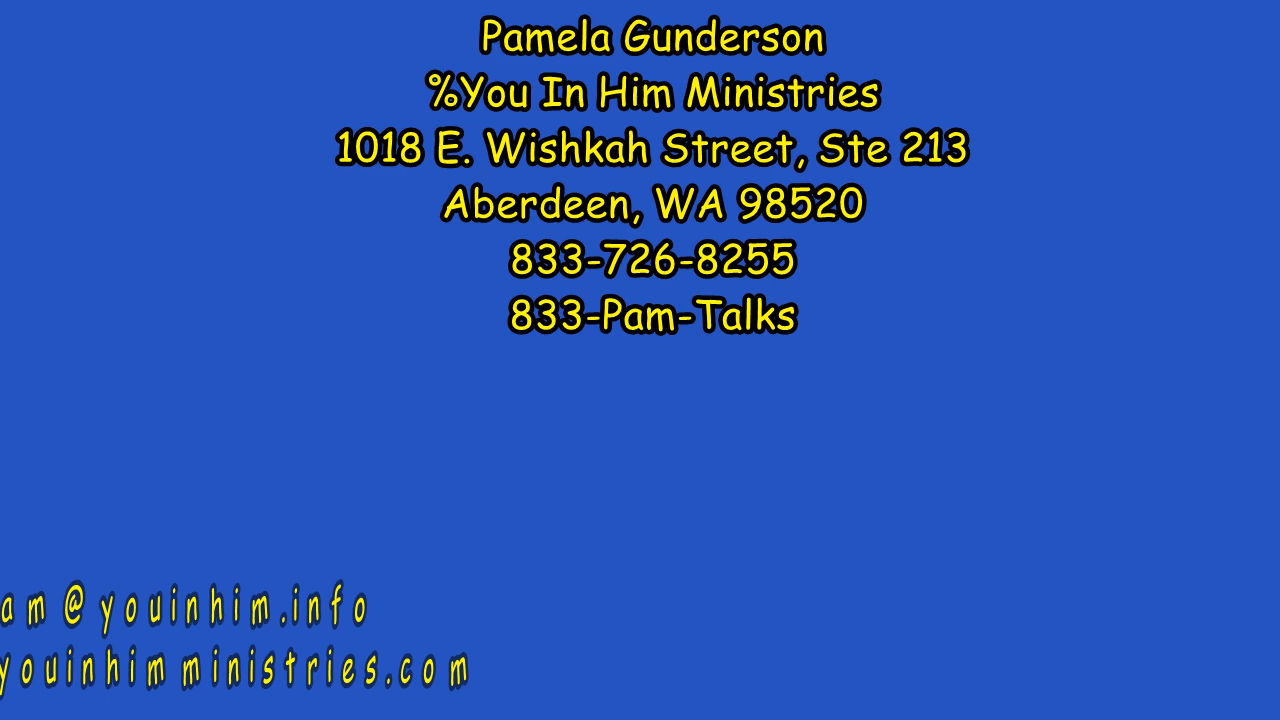 Pamela Gunderson
%You In Him Ministries
1018 E. Wishkah Street, Ste 213
Aberdeen, WA 98520
833-726-8255
833-Pam-Talks
am@youinhim.info
youinhimministries.com